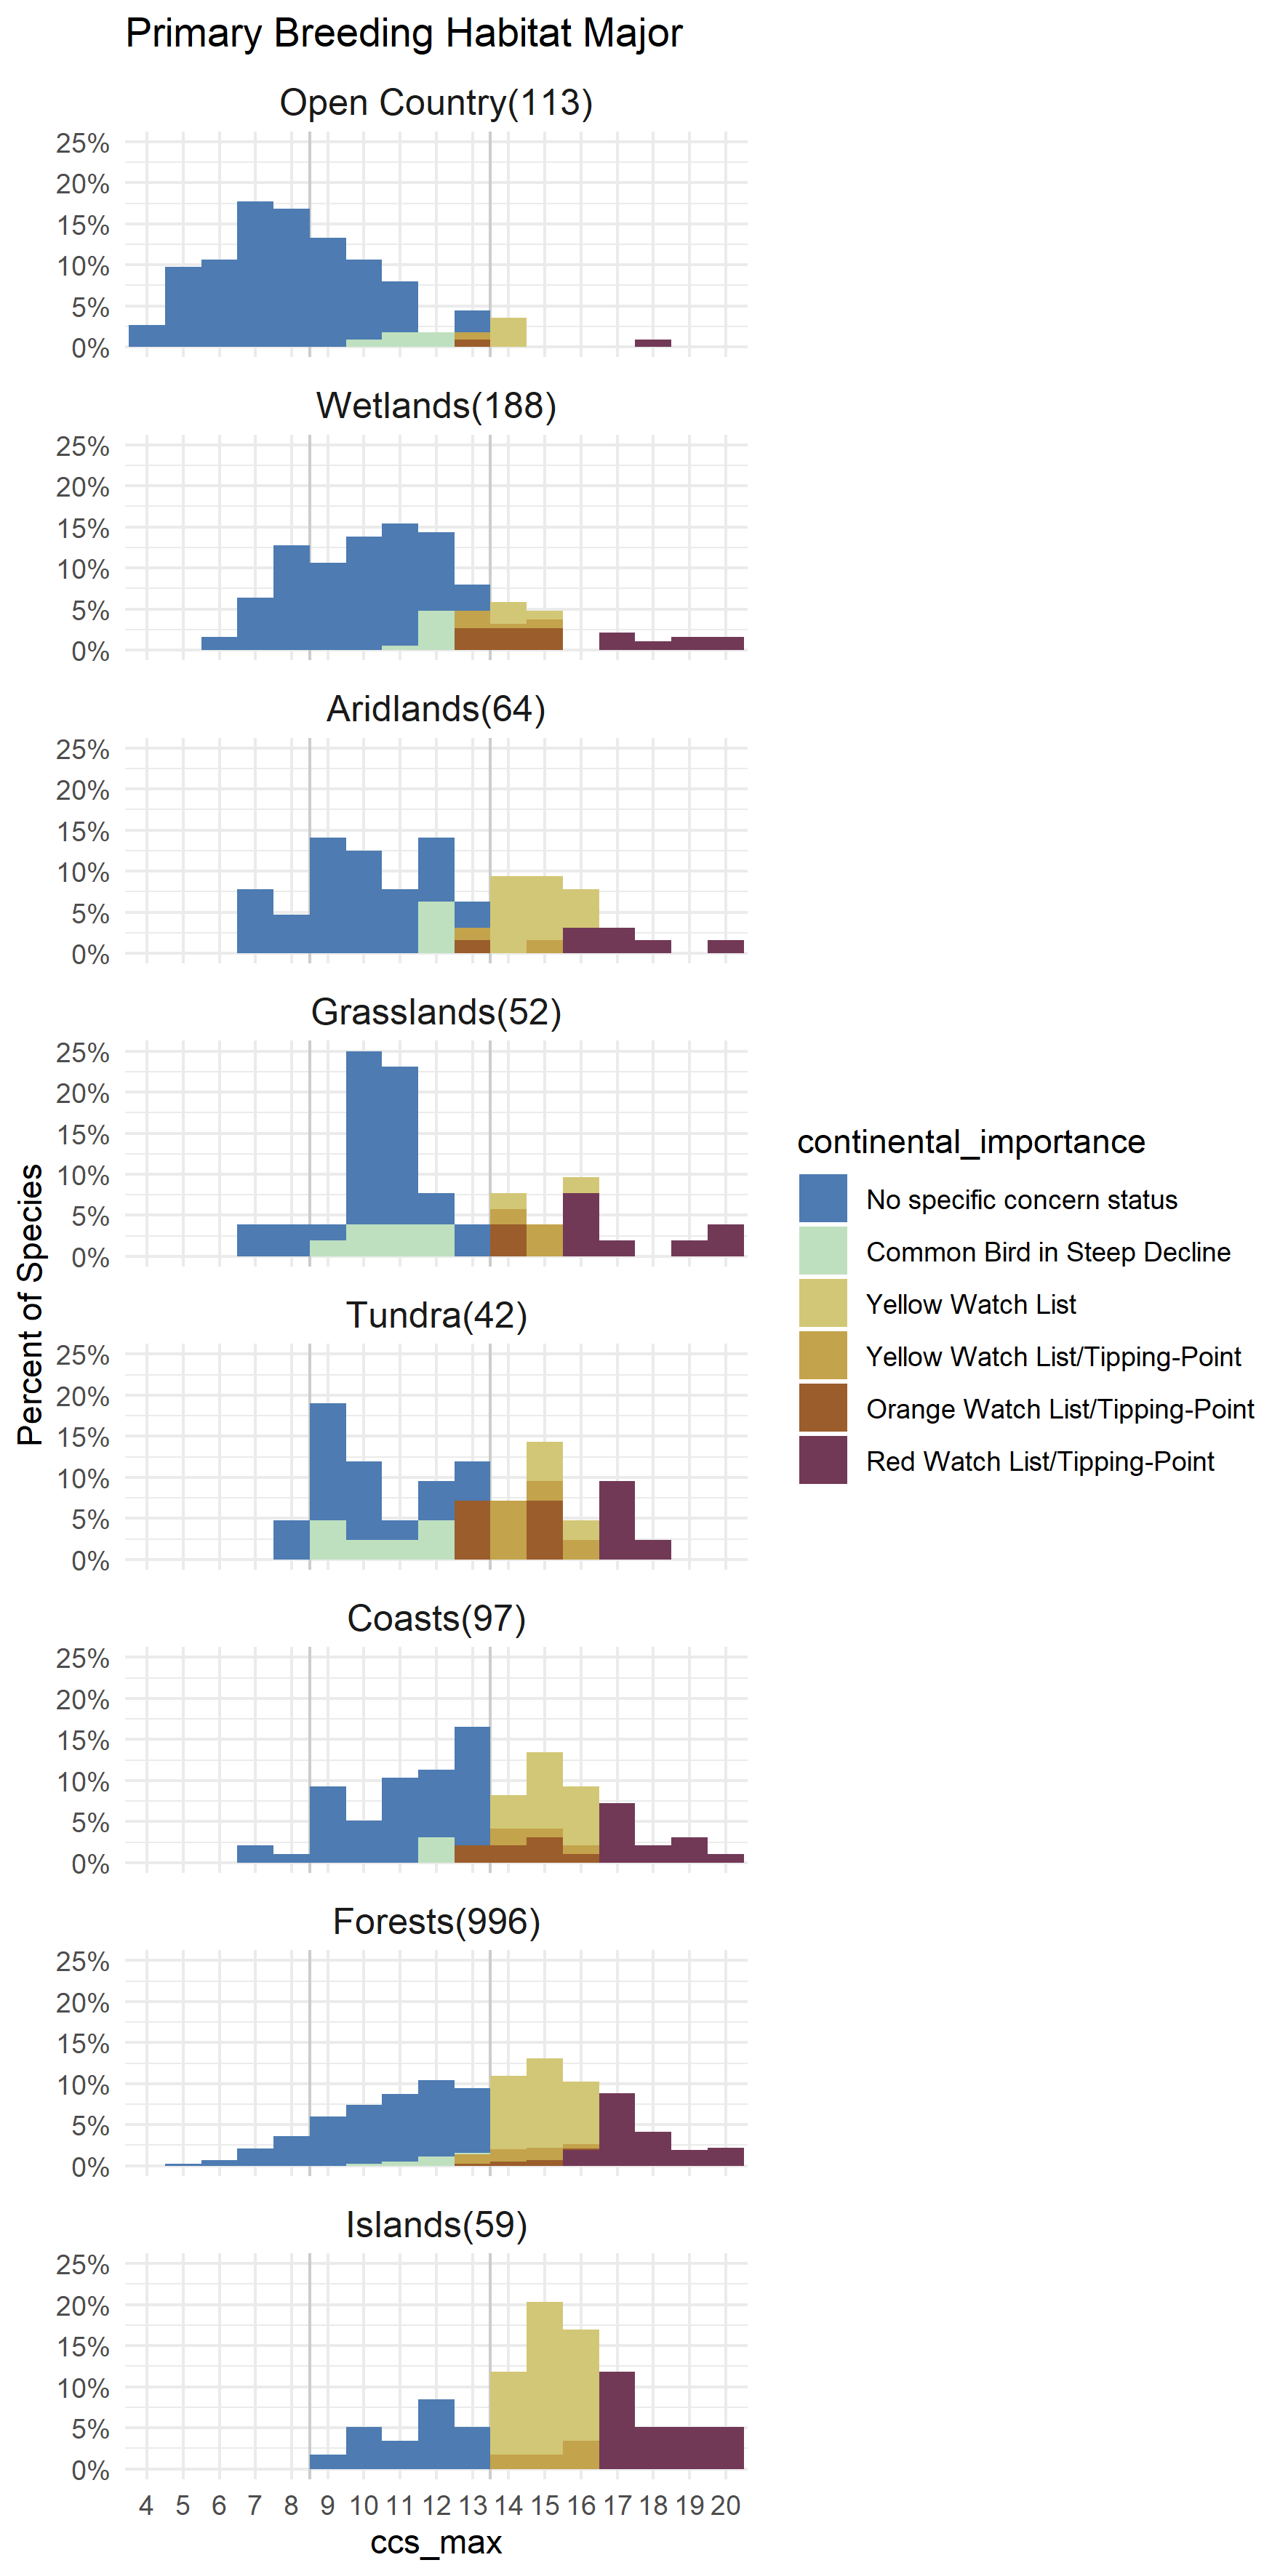 Primary Breeding Habitat Major
Open Country(113)
25%
20%
15%
10%
5%
0%
Wetlands(188)
25%
20%
15%
10%
5%
0%
Aridlands(64)
25%
20%
15%
10%
5%
0%
Grasslands(52)
25%
20%
15%
10%
5%
0%
Tundra(42)
25%
20%
15%
10%
5%
0%
Coasts(97)
25%
20%
15%
10%
5%
0%
Forests(996)
25%
20%
15%
10%
5%
0%
Islands(59)
25%
20%
15%
10%
5%
0%
4 5 6 7 8 9 10 11 12 13 14 15 16 17 18 19 20
ccs_max
Percent of Species
continental_importance
No specific concern status
Common Bird in Steep Decline
Yellow Watch List
Yellow Watch List/Tipping-Point
Orange Watch List/Tipping-Point
Red Watch List/Tipping-Point